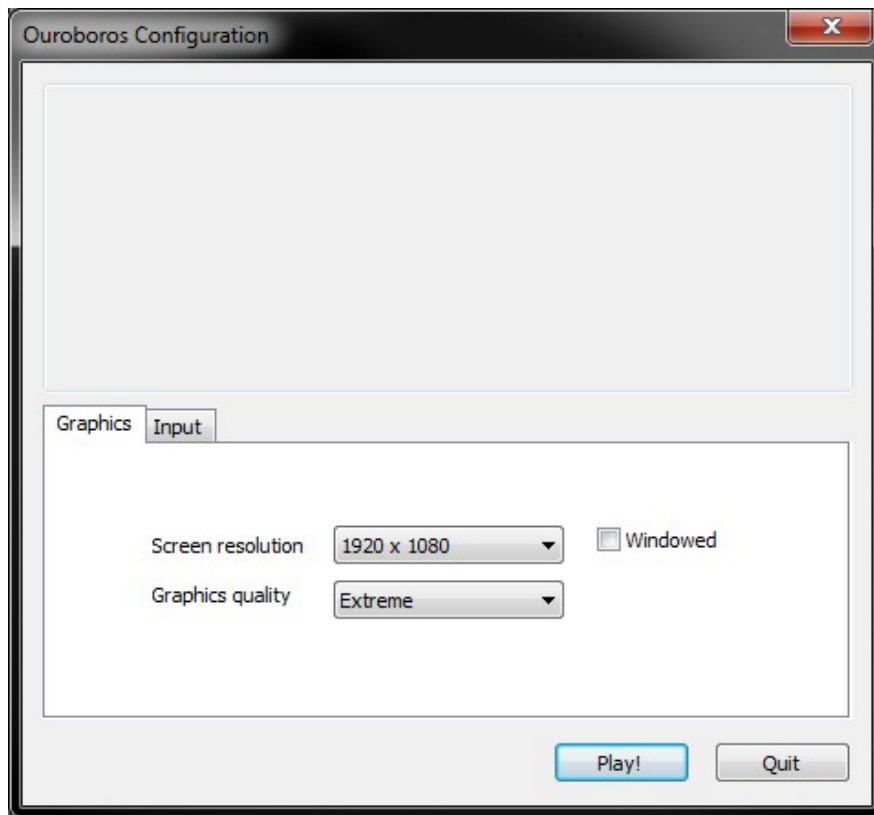 Ouroboros Configuration
Graphics Input
Screen resolution 1920 x 1080 Windowed
Graphics quality Extreme
Play! Quit